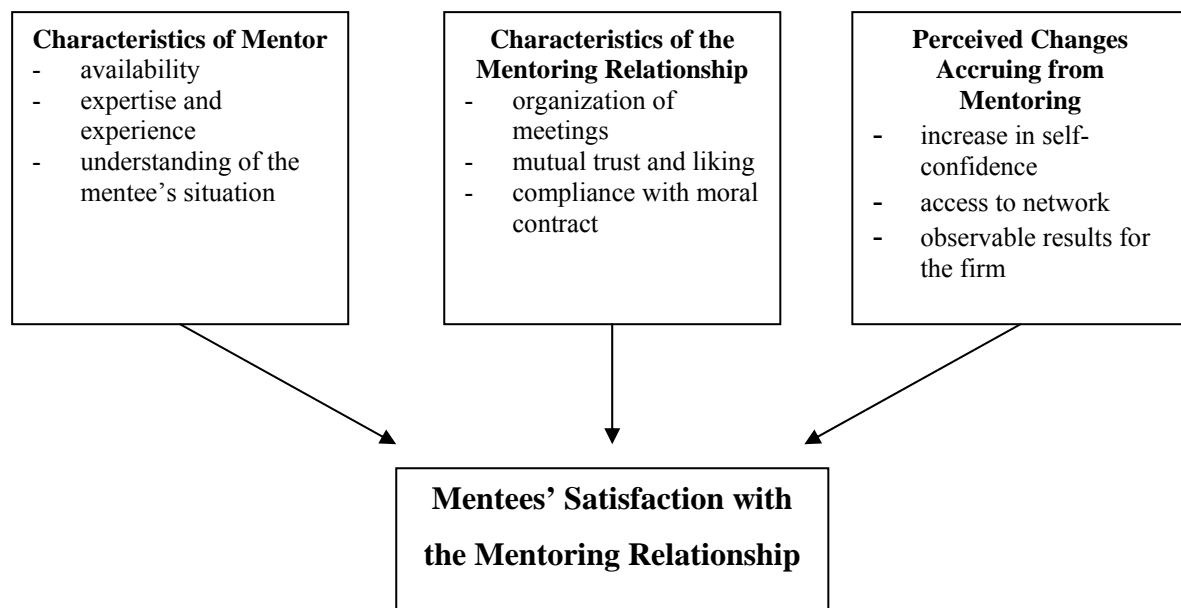 Characteristics of Mentor
- availability
- expertise and
experience
- understanding of the
mentee's situation
Characteristics of the
Mentoring Relationship
- organization of
meetings
- mutual trust and liking
- compliance with moral
contract
Perceived Changes
Accruing from
Mentoring
- increase in self-
confidence
- access to network
- observable results for
the firm
Mentees' Satisfaction with
the Mentoring Relationship